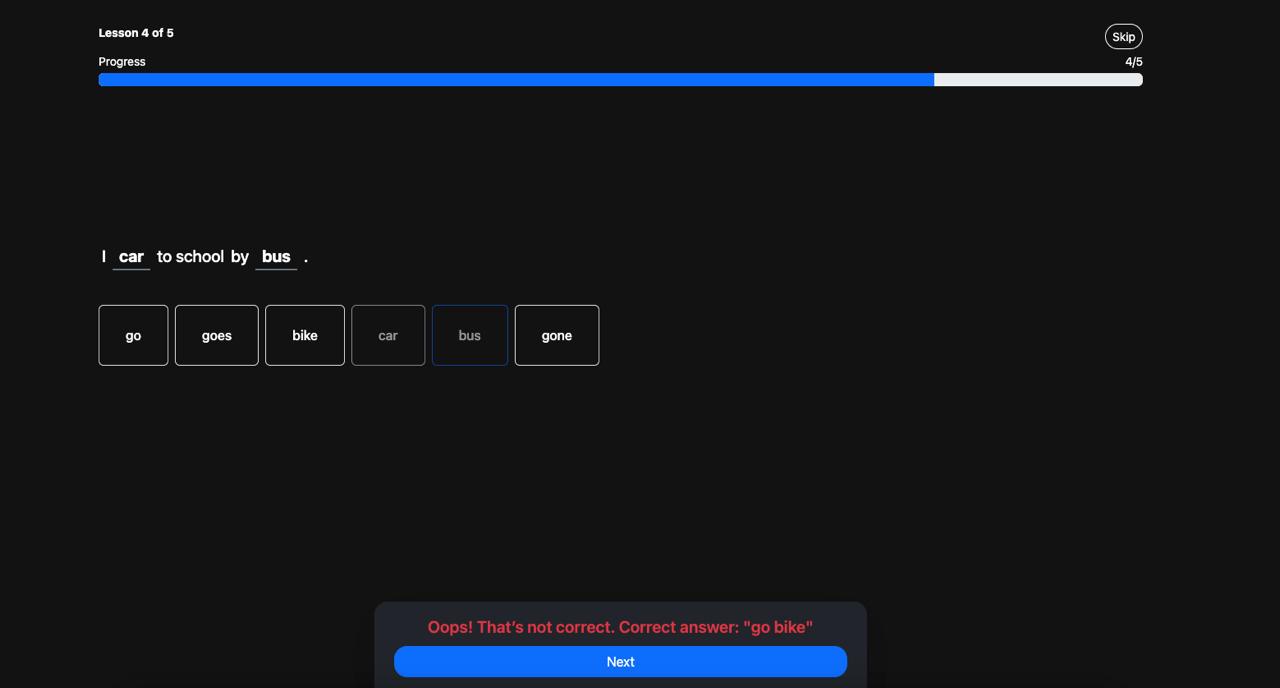 Lesson 4 of 5
Skip
Progress
4/5
I car to school by bus .
go goes bike car bus gone
Oops! That’s not correct. Correct answer: "go bike"
Next